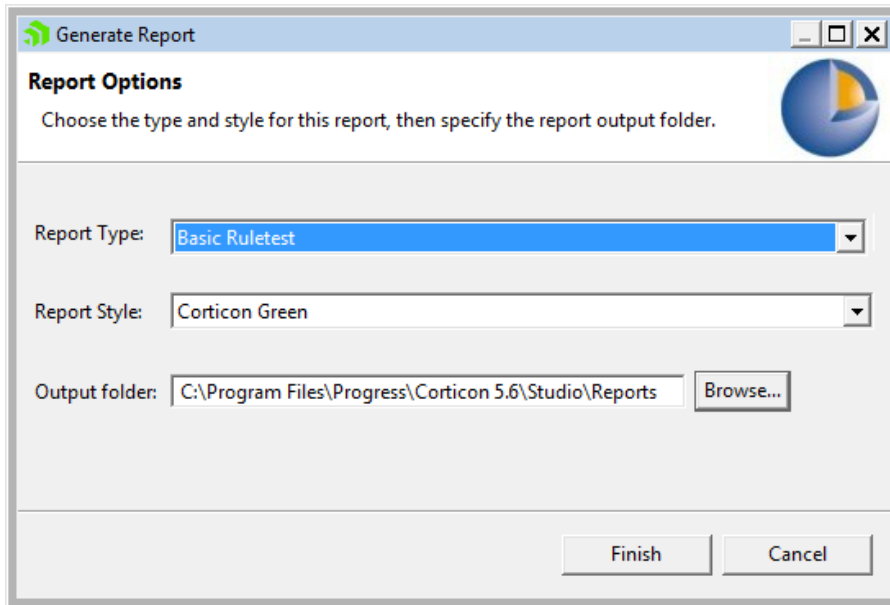 Generate Report
Report Options
Choose the type and style for this report, then specify the report output folder.
Report Type:
Basic Ruletest
Report Style:
Corticon Green
Output folder:
C:\Program Files\Progress\Corticon 5.6\Studio\Reports
Browse...
Finish
Cancel